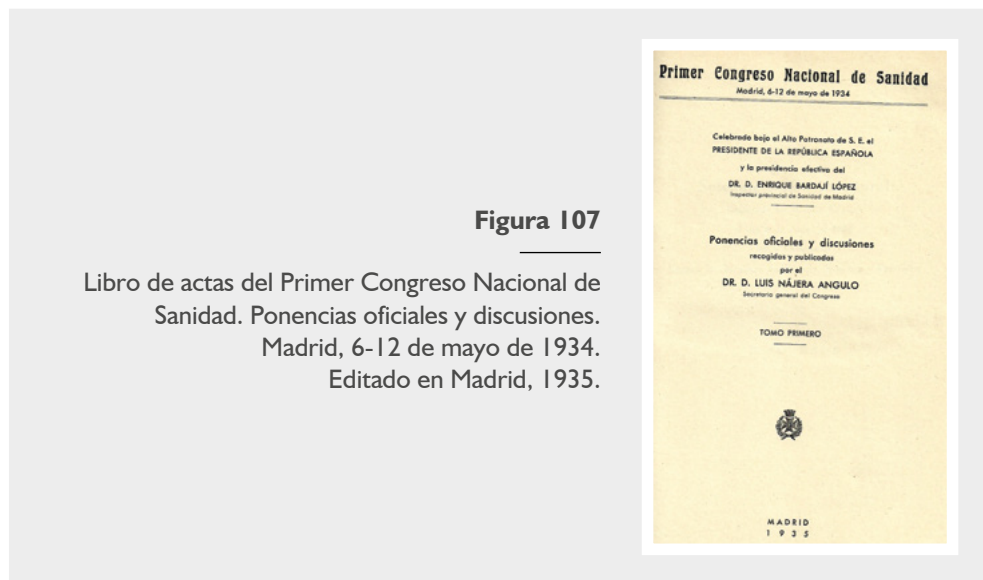 Figura 107
Libro de actas del Primer Congreso Nacional de
Sanidad. Ponencias oficiales y discusiones.
Madrid, 6-12 de mayo de 1934.
Editado en Madrid, 1935.
Primer Congreso Nacional de Sanidad
Madrid, 6-12 de mayo de 1934
Celebrado bajo el Alto Patronato de S. E. el
PRESIDENTE DE LA REPÚBLICA ESPAÑOLA
y la presidencia efectiva del
DR. D. ENRIQUE BARDAJÍ LÓPEZ
Inspector provincial de Sanidad de Madrid
Ponencias oficiales y discusiones
recogidas y publicadas
por el
DR. D. LUIS NÁJERA ANGULO
Secretario general del Congreso
TOMO PRIMERO
MADRID
1935